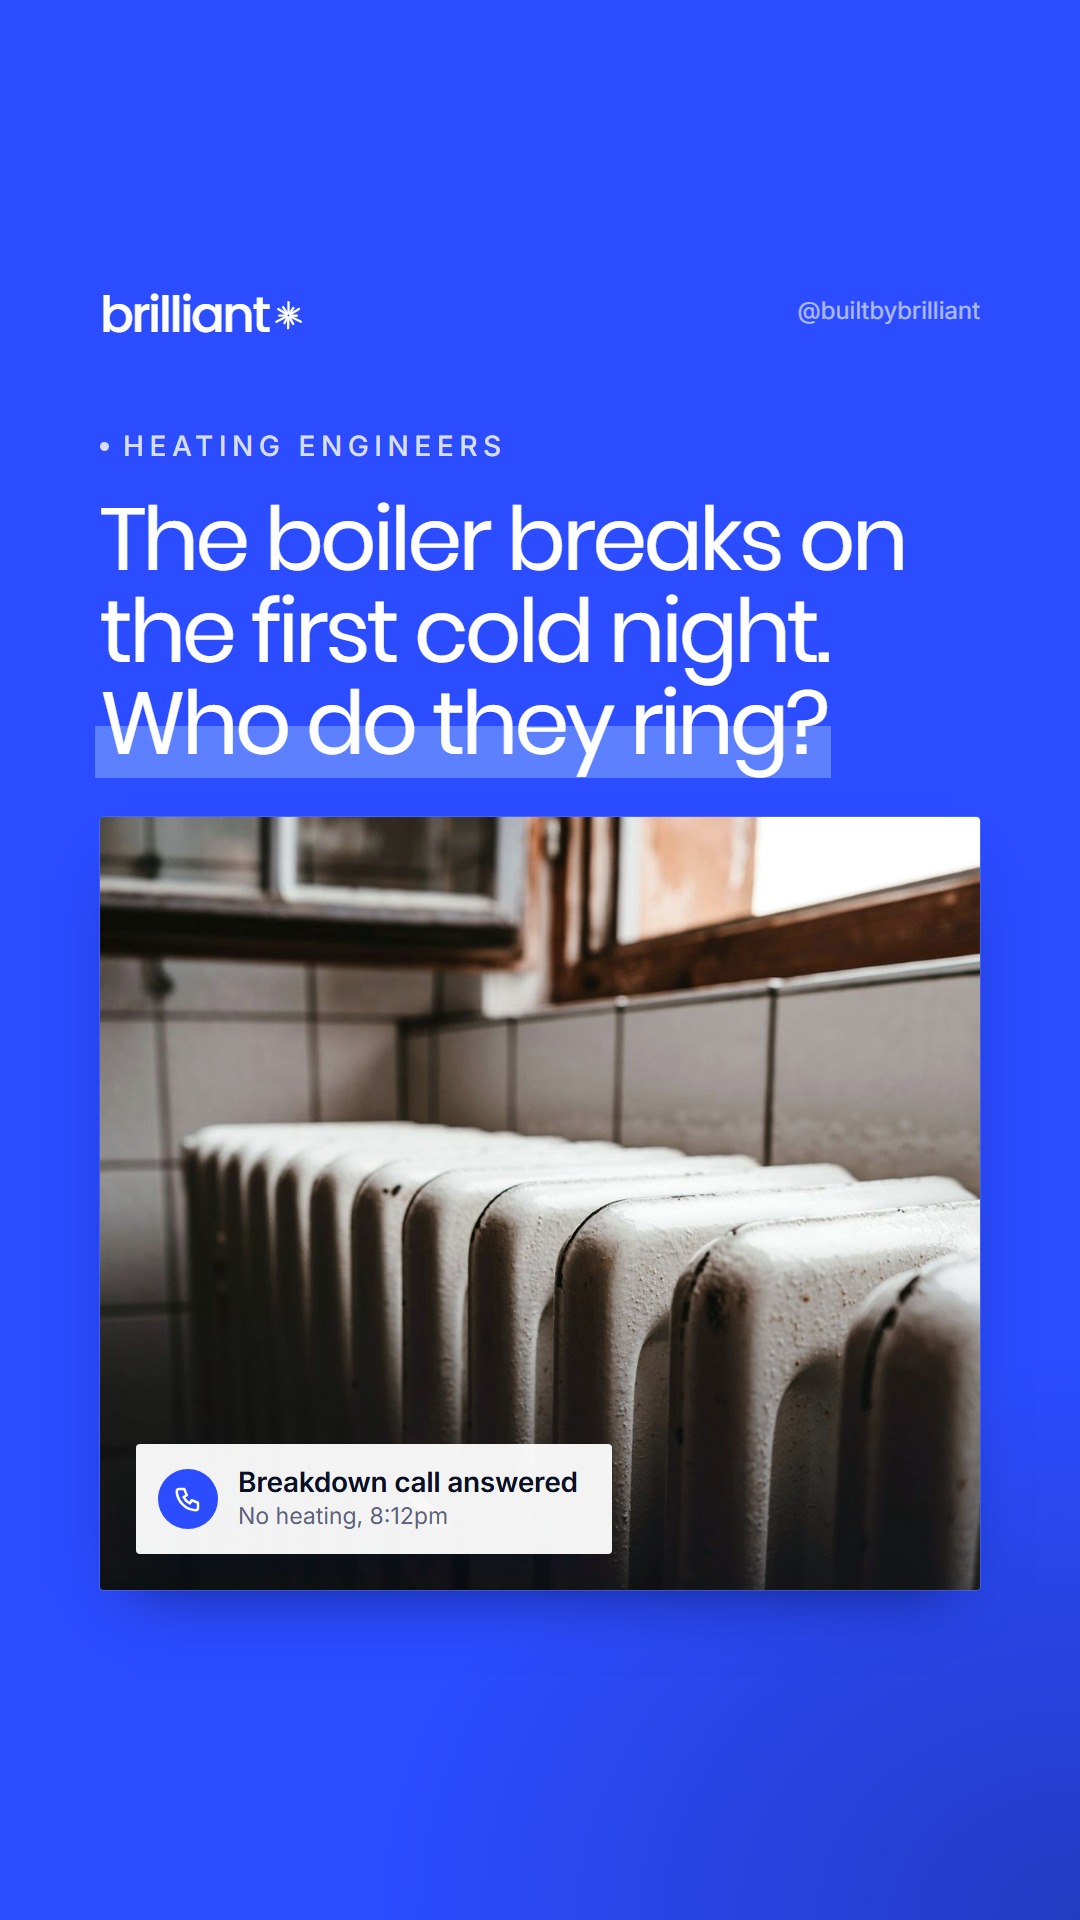 brilliant
@builtbybrilliant
• HEATING ENGINEERS
The boiler breaks on
the first cold night.
Who do they ring?
Breakdown call answered
No heating, 8:12pm